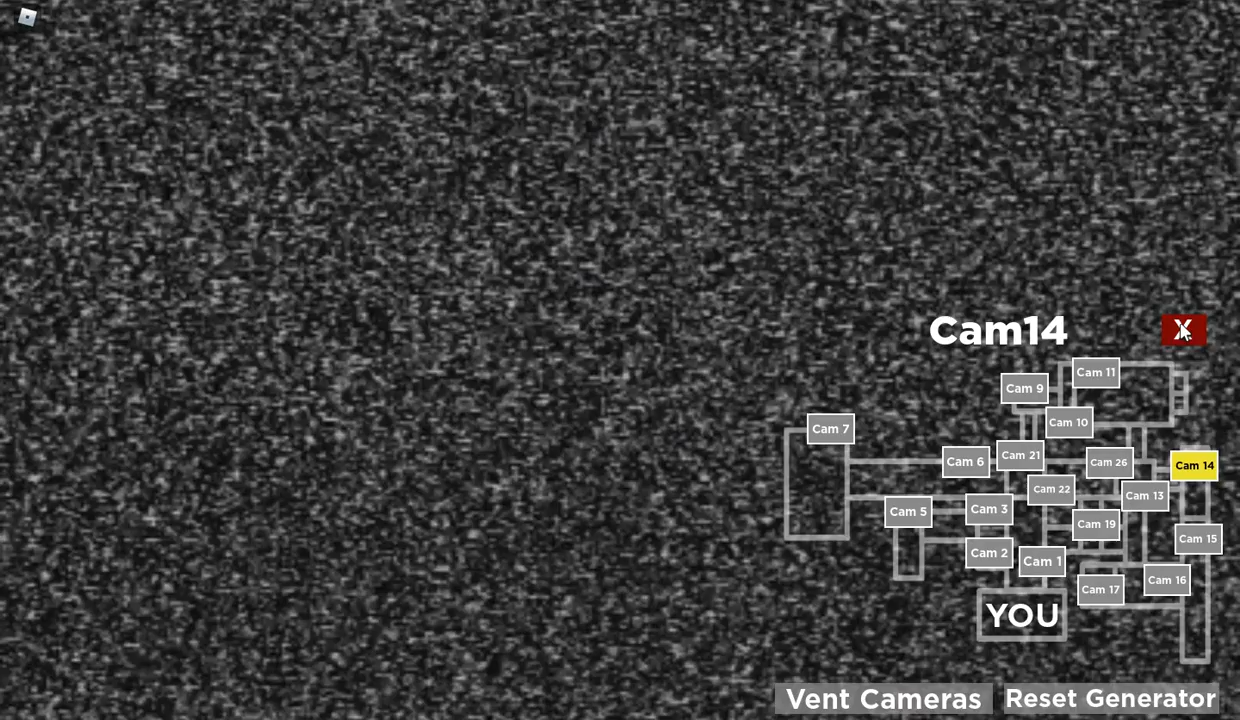 Cam14
X
Cam 11
Cam 9
Cam 10
Cam 7
Cam 21
Cam 6
Cam 26
Cam 14
Cam 22
Cam 13
Cam 5
Cam 3
Cam 19
Cam 15
Cam 2
Cam 1
Cam 16
Cam 17
YOU
Vent Cameras
Reset Generator